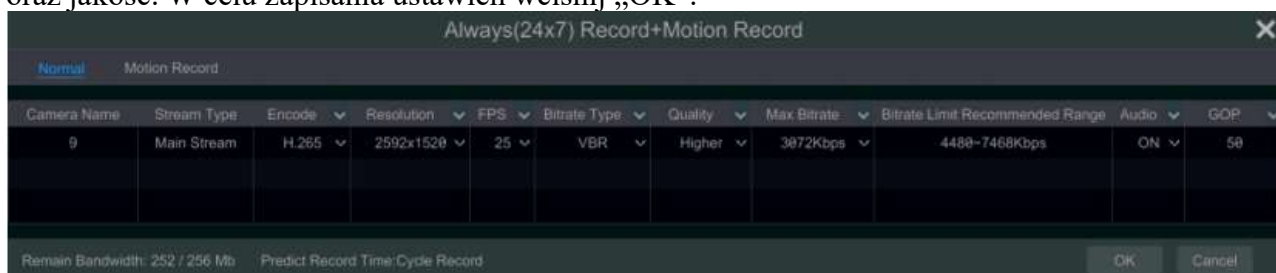 oraz jakość. W celu zapisania ustawień wciśnij „OK".
Always(24x7) Record+Motion Record
Normal Motion Record
Camera Name Stream Type Encode Resolution FPS Bitrate Type Quality Max Bitrate Bitrate Limit Recommended Range Audio GOP
9 Main Stream H.265 2592x1520 25 VBR Higher 3072Kbps 4480~7468Kbps ON 50
Remain Bandwidth: 252 / 256 Mb Predict Record Time:Cycle Record OK Cancel